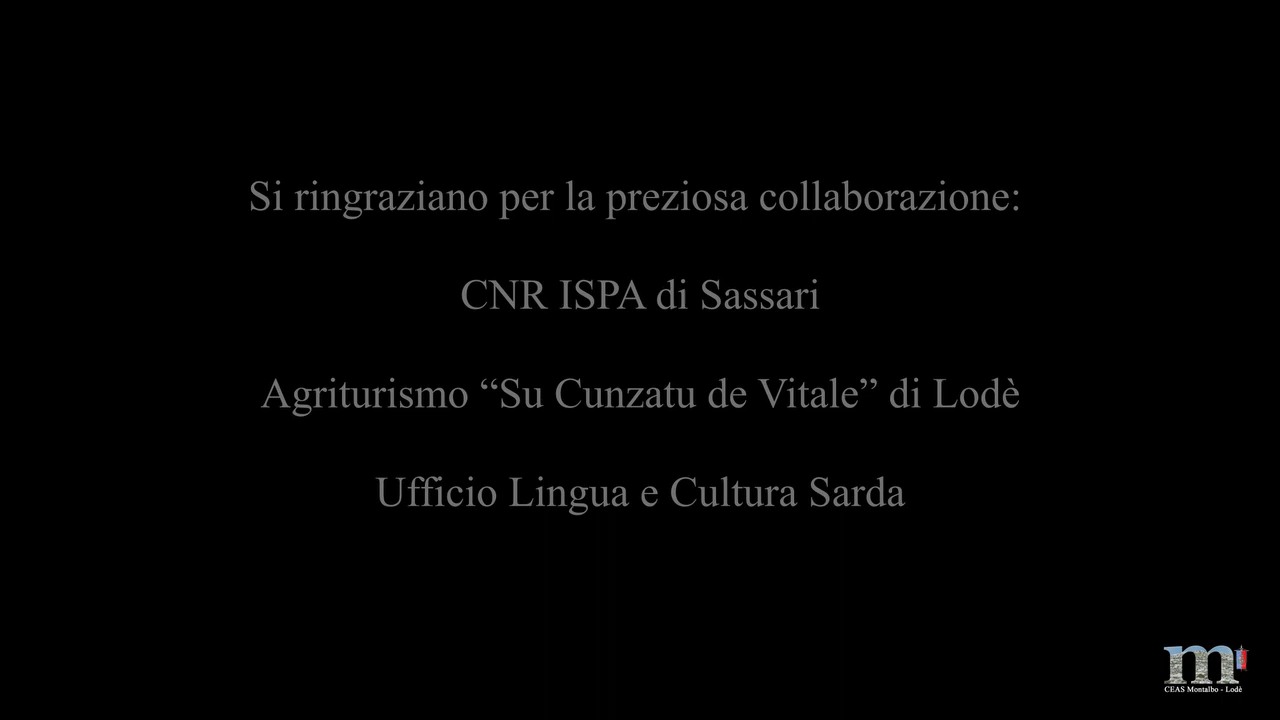 Si ringraziano per la preziosa collaborazione:
CNR ISPA di Sassari
Agriturismo “Su Cunzatu de Vitale” di Lodè
Ufficio Lingua e Cultura Sarda
m
CEAS Montalbo - Lodè